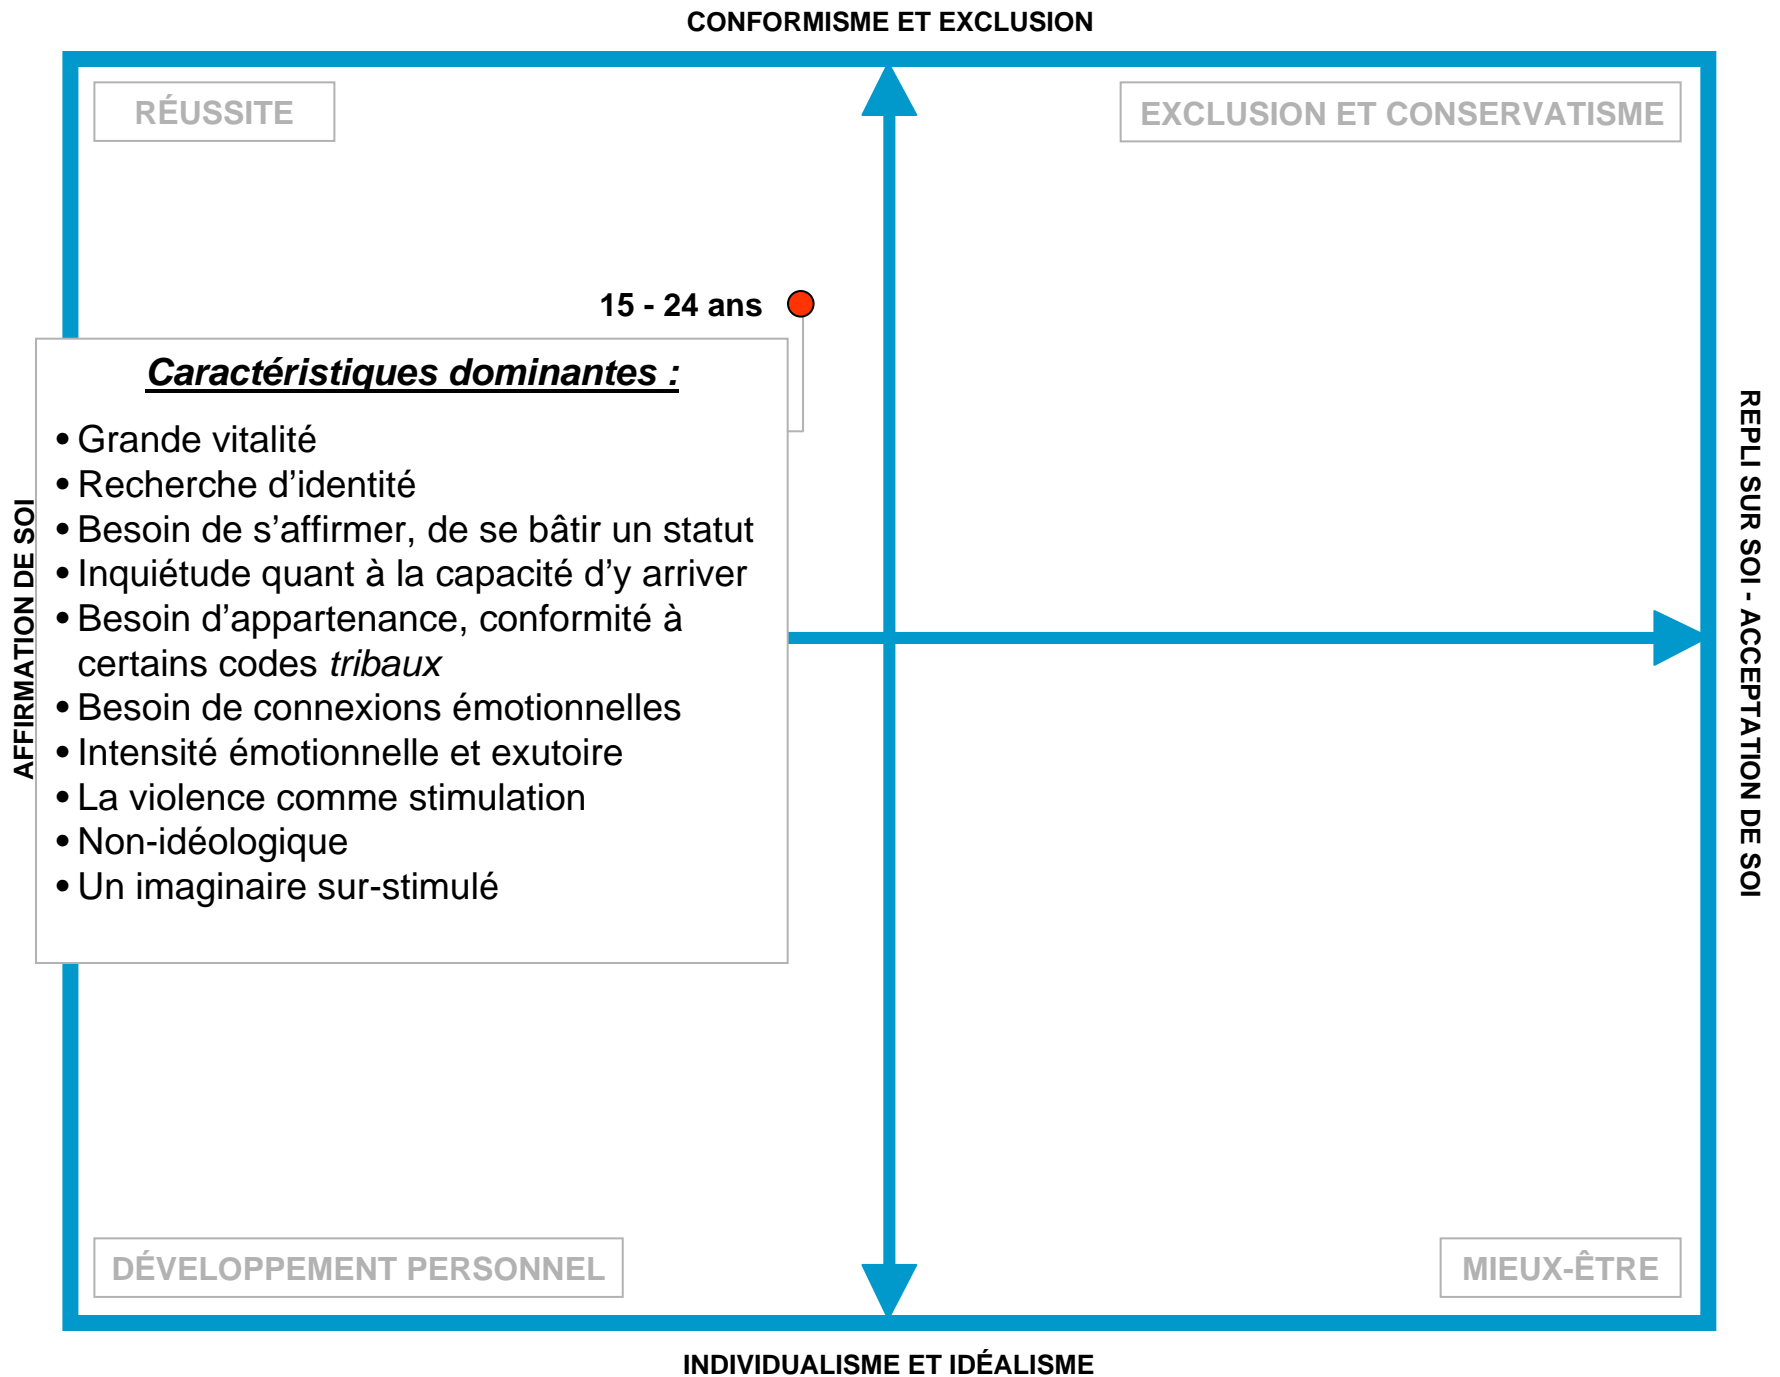 CONFORMISME ET EXCLUSION
RÉUSSITE
EXCLUSION ET CONSERVATISME
15 - 24 ans
Caractéristiques dominantes :
• Grande vitalité
• Recherche d'identité
• Besoin de s'affirmer, de se bâtir un statut
• Inquiétude quant à la capacité d'y arriver
• Besoin d'appartenance, conformité à
certains codes tribaux
• Besoin de connexions émotionnelles
• Intensité émotionnelle et exutoire
• La violence comme stimulation
• Non-idéologique
• Un imaginaire sur-stimulé
AFFIRMATION DE SOI
REPLI SUR SOI - ACCEPTATION DE SOI
DÉVELOPPEMENT PERSONNEL
MIEUX-ÊTRE
INDIVIDUALISME ET IDÉALISME